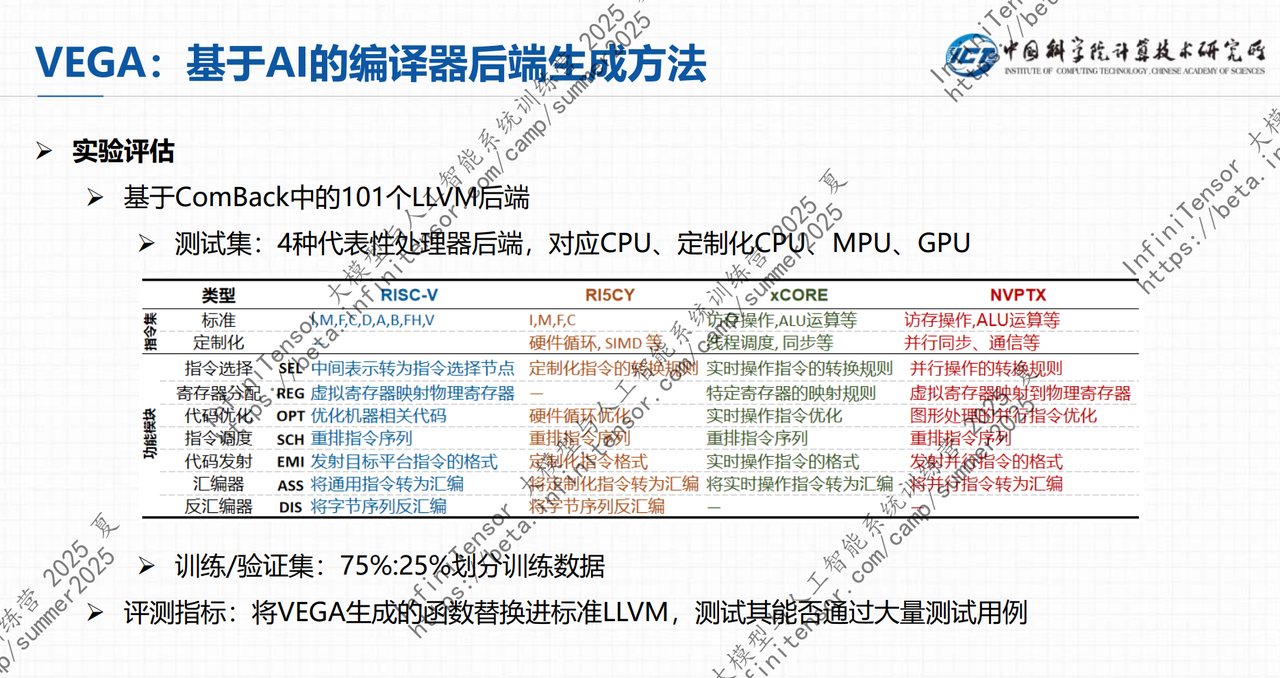 VEGA：基于AI的编译器后端生成方法
中国科学院计算技术研究所
INSTITUTE OF COMPUTING TECHNOLOGY, CHINESE ACADEMY OF SCIENCES
实验评估
基于ComBack中的101个LLVM后端
测试集：4种代表性处理器后端，对应CPU、定制化CPU、MPU、GPU
类型 RISC-V RI5CY xCORE NVPTX
指令集
标准 I,M,F,C,D,A,B,FH,V I,M,F,C 访存操作,ALU运算等 访存操作,ALU运算等
定制化 硬件循环, SIMD 等 线程调度, 同步等 并行同步、通信等
功能模块
指令选择 SEL 中间表示转为指令选择节点 定制化指令的转换规则 实时操作指令的转换规则 并行操作的转换规则
寄存器分配 REG 虚拟寄存器映射物理寄存器 — 特定寄存器的映射规则 虚拟寄存器映射到物理寄存器
代码优化 OPT 优化机器相关代码 硬件循环优化 实时操作指令优化 图形处理的并行指令优化
指令调度 SCH 重排指令序列 重排指令序列 重排指令序列 重排指令序列
代码发射 EMI 发射目标平台指令的格式 定制化指令格式 实时操作指令的格式 发射并行指令的格式
汇编器 ASS 将通用指令转为汇编 将定制化指令转为汇编 将实时操作指令转为汇编 将并行指令转为汇编
反汇编器 DIS 将字节序列反汇编 将字节序列反汇编 — —
训练/验证集：75%:25%划分训练数据
评测指标：将VEGA生成的函数替换进标准LLVM，测试其能否通过大量测试用例
InfiniTensor 大模型与人工智能系统训练营 2025 夏
https://beta.infinitensor.com/camp/summer2025